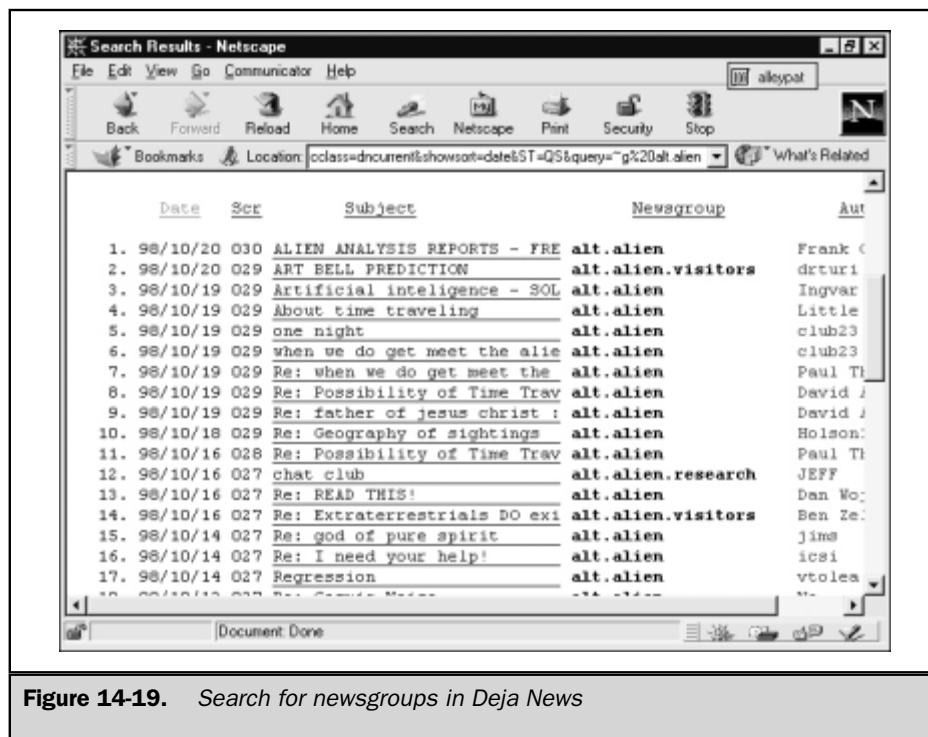 Search Results - Netscape
File Edit View Go Communicator Help
alleypat
Back Forward Reload Home Search Netscape Print Security Stop
N
Bookmarks Location: cclass=dncurrent&showsort=date&ST=QS&query=~g%20alt.alien What's Related
Date Scr Subject Newsgroup Aut
1. 98/10/20 030 ALIEN ANALYSIS REPORTS - FRE alt.alien Frank
2. 98/10/20 029 ART BELL PREDICTION alt.alien.visitors drturi
3. 98/10/19 029 Artificial inteligence - SOL alt.alien Ingvar
4. 98/10/19 029 About time traveling alt.alien Little
5. 98/10/19 029 one night alt.alien club23
6. 98/10/19 029 when we do get meet the alie alt.alien club23
7. 98/10/19 029 Re: when we do get meet the alt.alien Paul
8. 98/10/19 029 Re: Possibility of Time Trav alt.alien David
9. 98/10/19 029 Re: father of jesus christ : alt.alien David
10. 98/10/18 029 Re: Geography of sightings alt.alien Holson
11. 98/10/16 028 Re: Possibility of Time Trav alt.alien Paul
12. 98/10/16 027 chat club alt.alien.research JEFF
13. 98/10/16 027 Re: READ THIS! alt.alien Dan
14. 98/10/16 027 Re: Extraterrestrials DO exi alt.alien.visitors Ben
15. 98/10/14 027 Re: god of pure spirit alt.alien jims
16. 98/10/14 027 Re: I need your help! alt.alien icsi
17. 98/10/14 027 Regression alt.alien vtolea
Document: Done
Figure 14-19. Search for newsgroups in Deja News